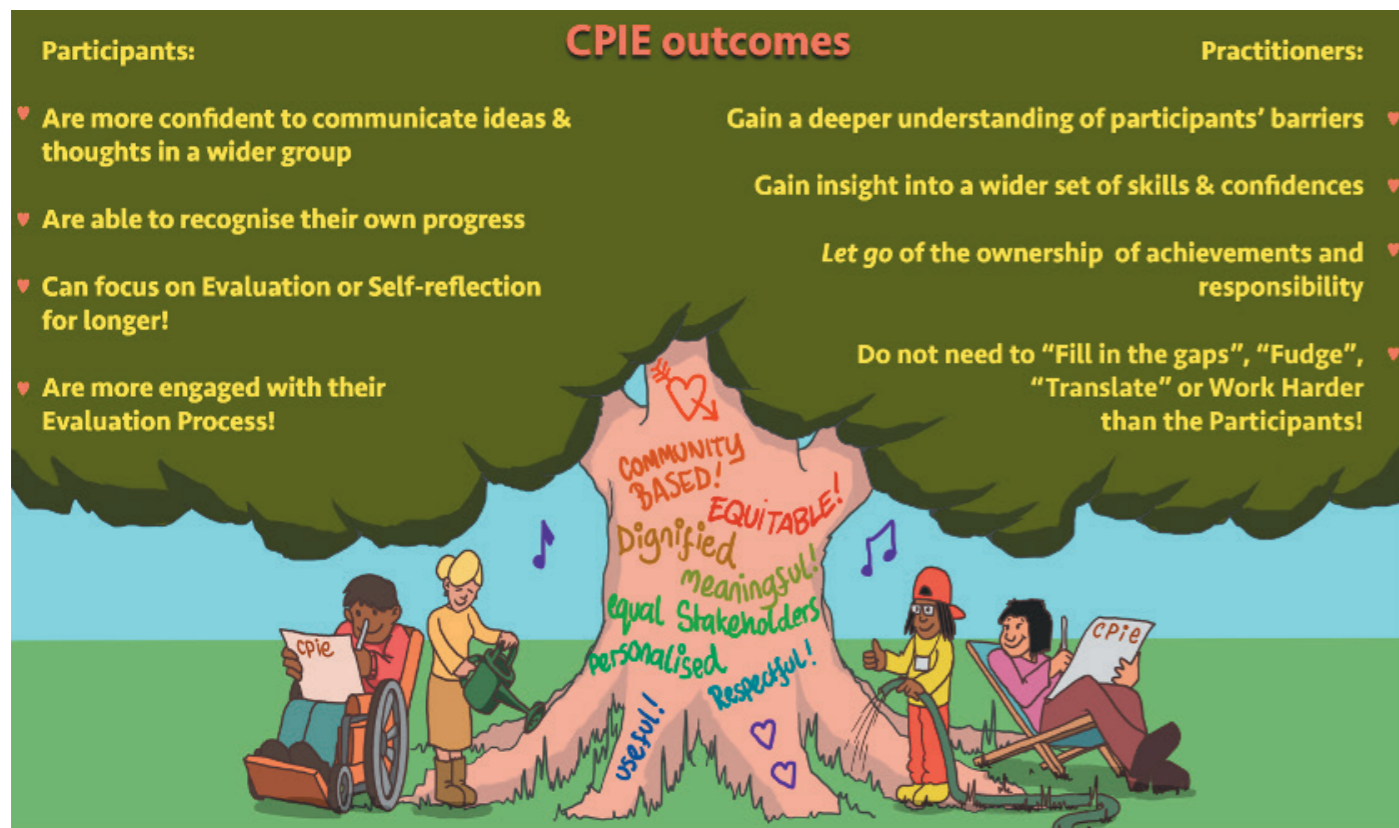 CPIE outcomes
Participants:
Are more confident to communicate ideas &
thoughts in a wider group
Are able to recognise their own progress
Can focus on Evaluation or Self-reflection
for longer!
Are more engaged with their
Evaluation Process!
Practitioners:
Gain a deeper understanding of participants' barriers
Gain insight into a wider set of skills & confidences
Let go of the ownership of achievements and
responsibility
Do not need to "Fill in the gaps", "Fudge",
"Translate" or Work Harder
than the Participants!
COMMUNITY
BASED!
EQUITABLE!
Dignified
meaningful!
equal Stakeholders
personalised
Respectful!
useful!
CPie
CPie